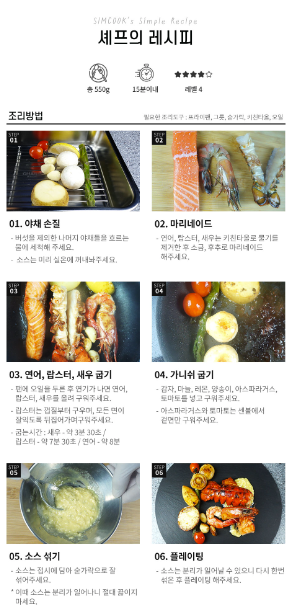 SIMCOOK's Simple Recipe
셰프의 레시피
총 550g
15분이내
레벨 4
조리방법
필요한 조리도구 : 프라이팬, 그릇, 숟가락, 키친타올, 오일
STEP
01
STEP
02
01. 야채 손질
- 버섯을 제외한 나머지 야채들을 흐르는
물에 세척해 주세요.
- 소스는 미리 실온에 꺼내놔주세요.
02. 마리네이드
- 연어, 랍스터, 새우는 키친타올로 물기를
제거한 후 소금, 후추로 마리네이드
해주세요.
STEP
03
STEP
04
03. 연어, 랍스터, 새우 굽기
- 팬에 오일을 두른 후 연기가 나면 연어,
랍스터, 새우를 올려 구워주세요.
- 랍스터는 껍질부터 구우며, 모든 면이
잘익도록 뒤집어가며구워주세요.
- 굽는시간 : 새우 - 약 3분 30초 /
랍스터 - 약 7분 30초 / 연어 - 약 8분
04. 가니쉬 굽기
- 감자, 마늘, 레몬, 양송이, 아스파라거스,
토마토를 넣고 구워주세요.
- 아스파라거스와 토마토는 센불에서
겉면만 구워주세요.
STEP
05
STEP
06
05. 소스 섞기
- 소스는 접시에 담아 숟가락으로 잘
섞어주세요.
* 이때 소스는 분리가 일어나니 절대 끓이지
마세요.
06. 플레이팅
- 소스는 분리가 일어날 수 있으니 다시 한번
섞은 후 플레이팅 해주세요.